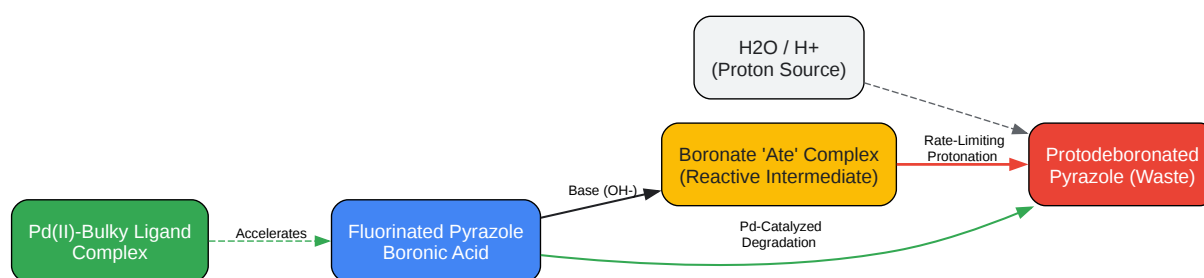 H2O / H+
(Proton Source)
Boronate 'Ate' Complex
(Reactive Intermediate)
Rate-Limiting
Protonation
Protodeboronated
Pyrazole (Waste)
Base (OH-)
Pd(II)-Bulky Ligand
Complex
Accelerates
Fluorinated Pyrazole
Boronic Acid
Pd-Catalyzed
Degradation